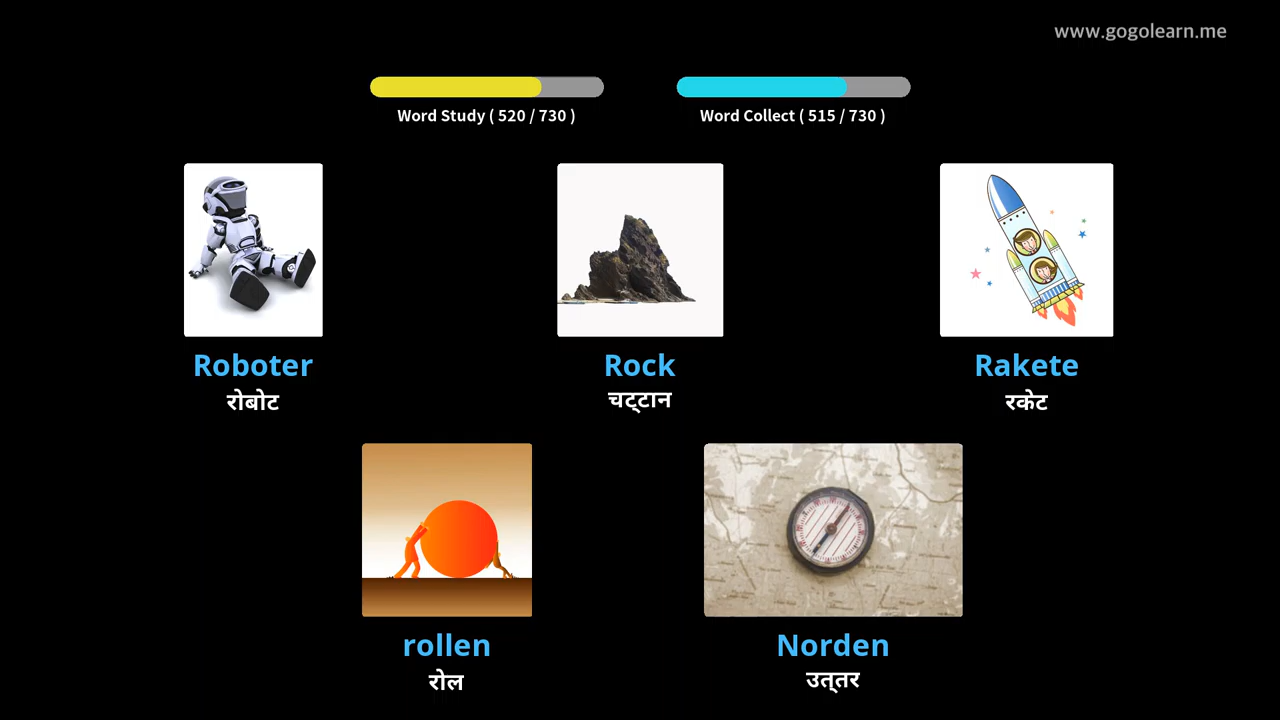 www.gogolearn.me
Word Study ( 520 / 730 )
Word Collect ( 515 / 730 )
Roboter
रोबोट
Rock
चट्टान
Rakete
रकेट
rollen
रोल
Norden
उत्तर